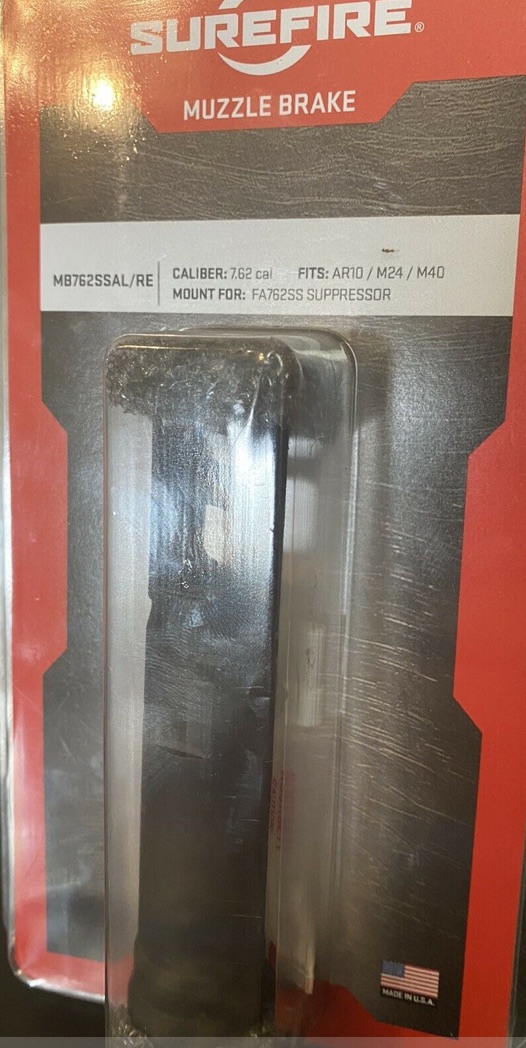 SUREFIRE®
MUZZLE BRAKE
MB762SSAL/RE
CALIBER: 7.62 cal FITS: AR10 / M24 / M40
MOUNT FOR: FA762SS SUPPRESSOR
MADE IN U.S.A.